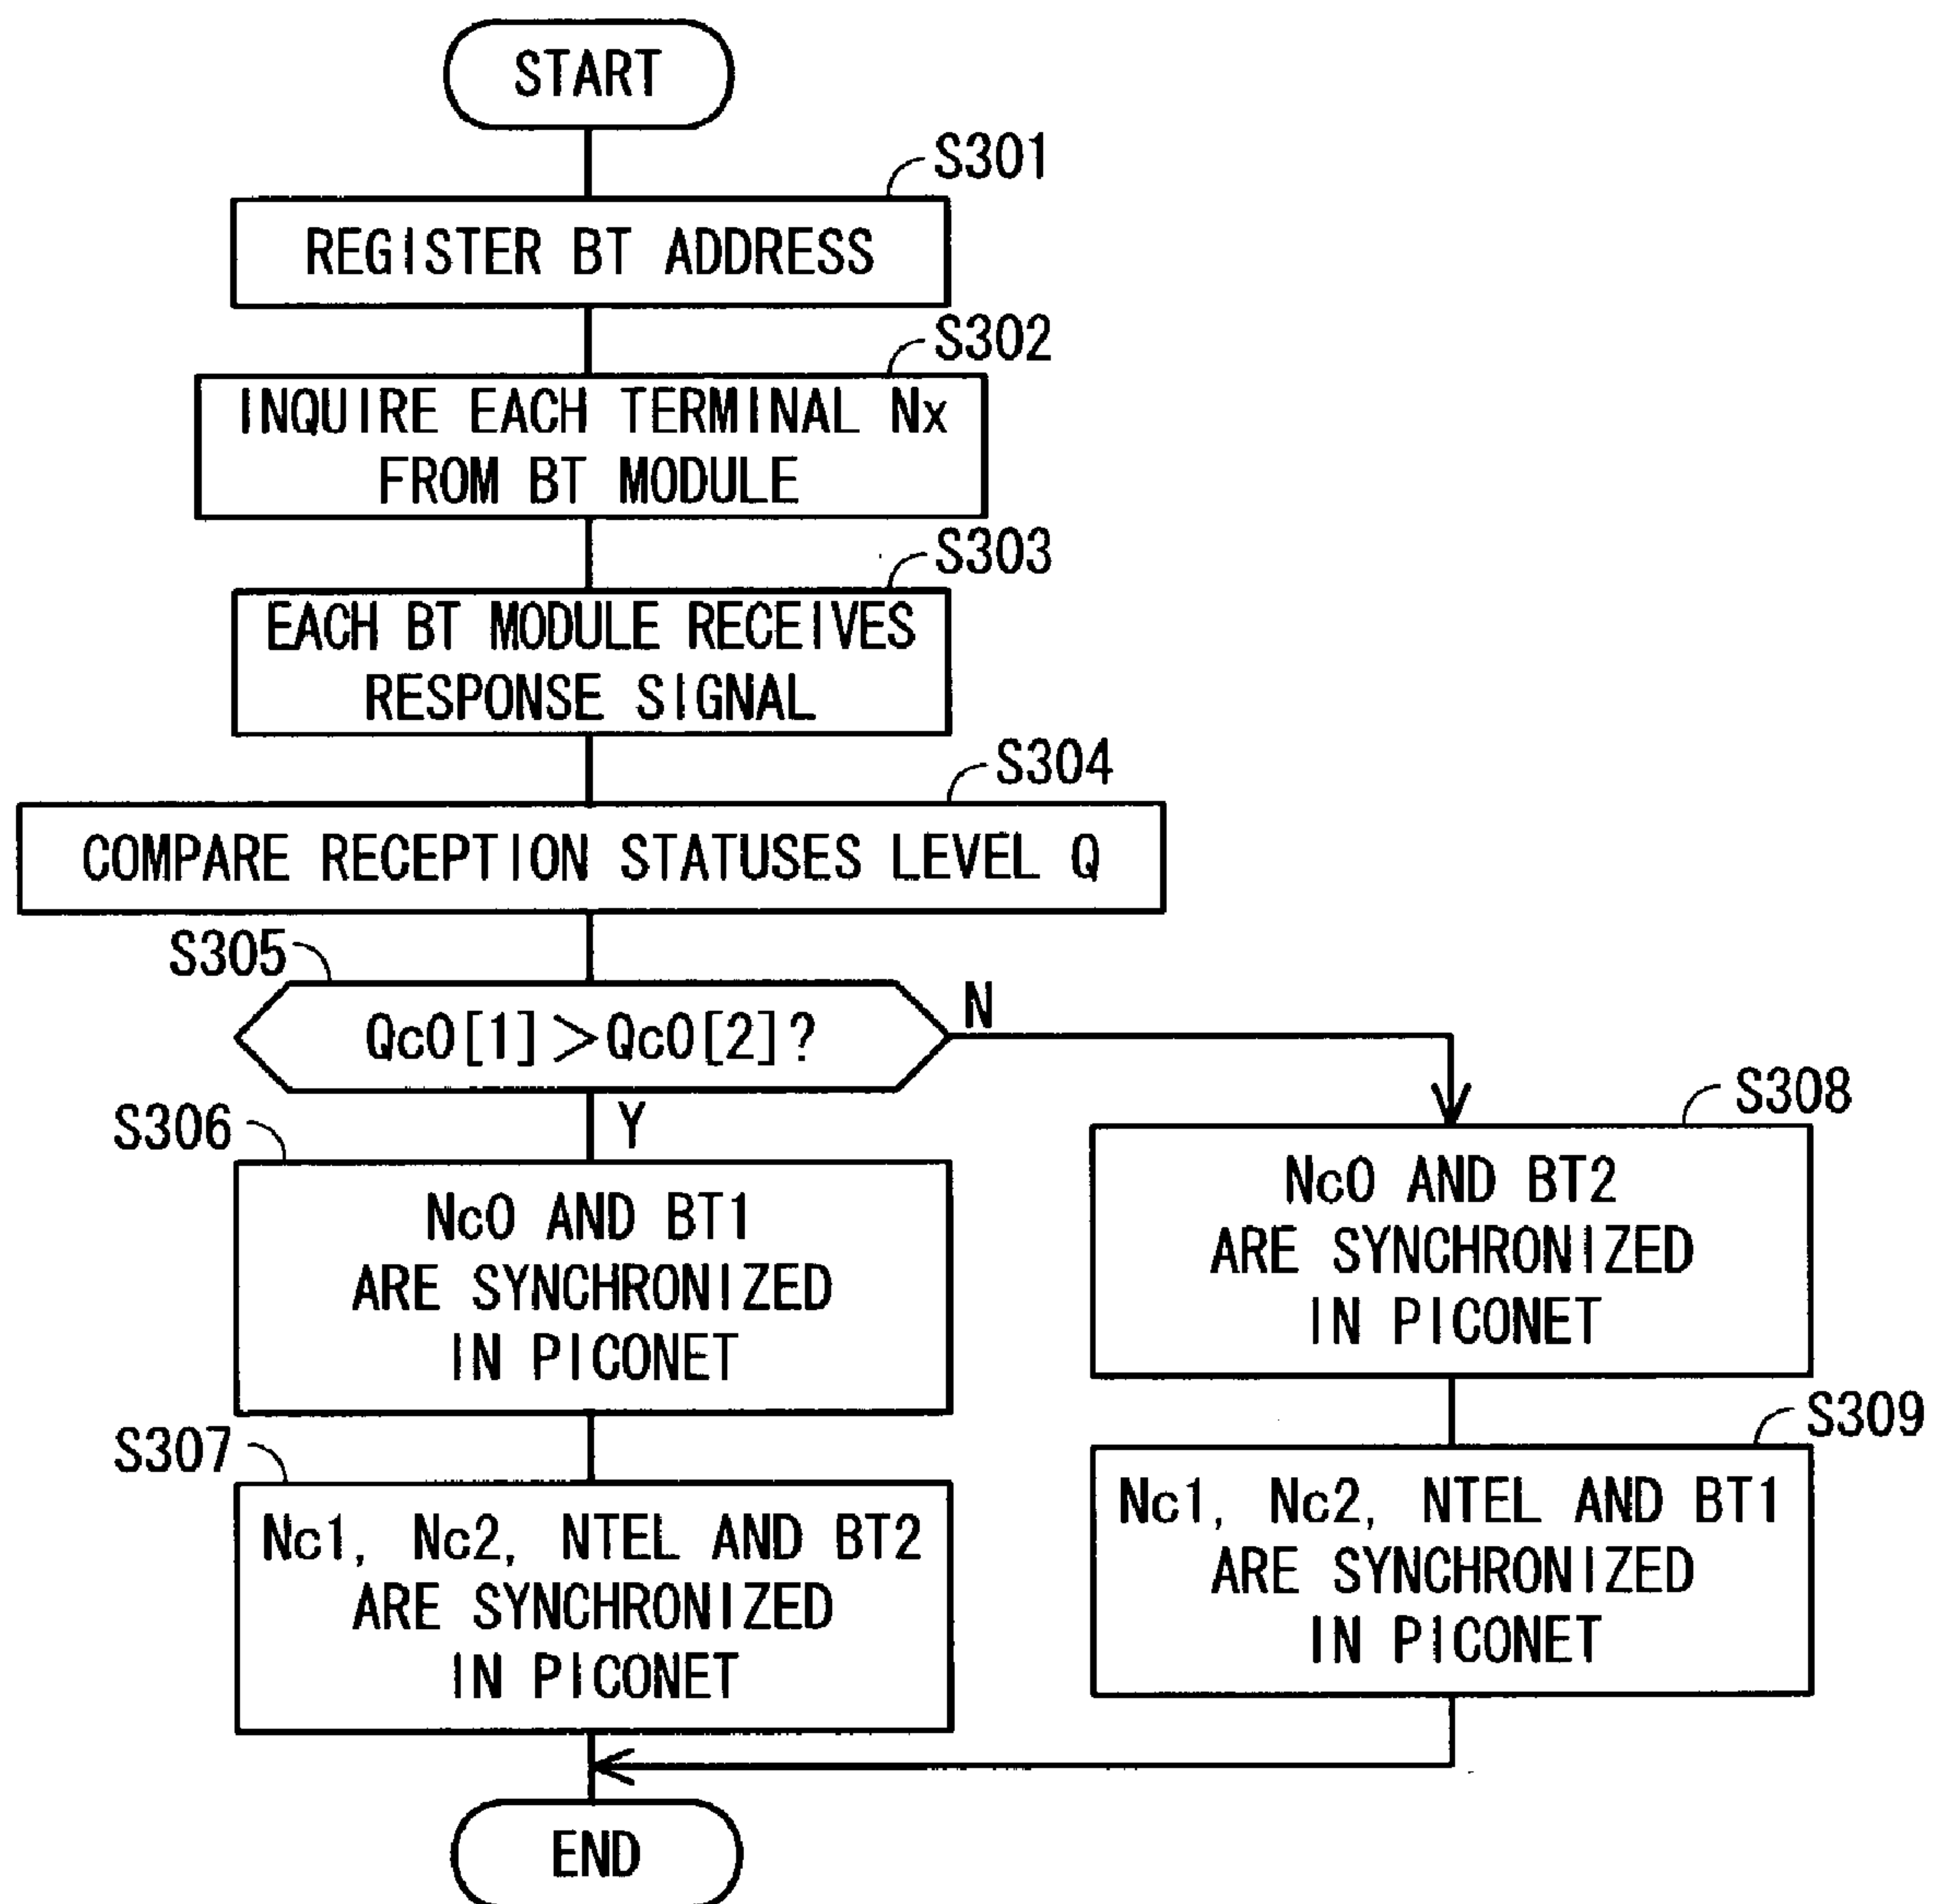 START
S301
REGISTER BT ADDRESS
S302
INQUIRE EACH TERMINAL Nx
FROM BT MODULE
S303
EACH BT MODULE RECEIVES
RESPONSE SIGNAL
S304
COMPARE RECEPTION STATUSES LEVEL Q
S305
Qc0[1]>Qc0[2]?
N
Y
S306
Nc0 AND BT1
ARE SYNCHRONIZED
IN PICONET
S307
Nc1, Nc2, NTEL AND BT2
ARE SYNCHRONIZED
IN PICONET
S308
Nc0 AND BT2
ARE SYNCHRONIZED
IN PICONET
S309
Nc1, Nc2, NTEL AND BT1
ARE SYNCHRONIZED
IN PICONET
END